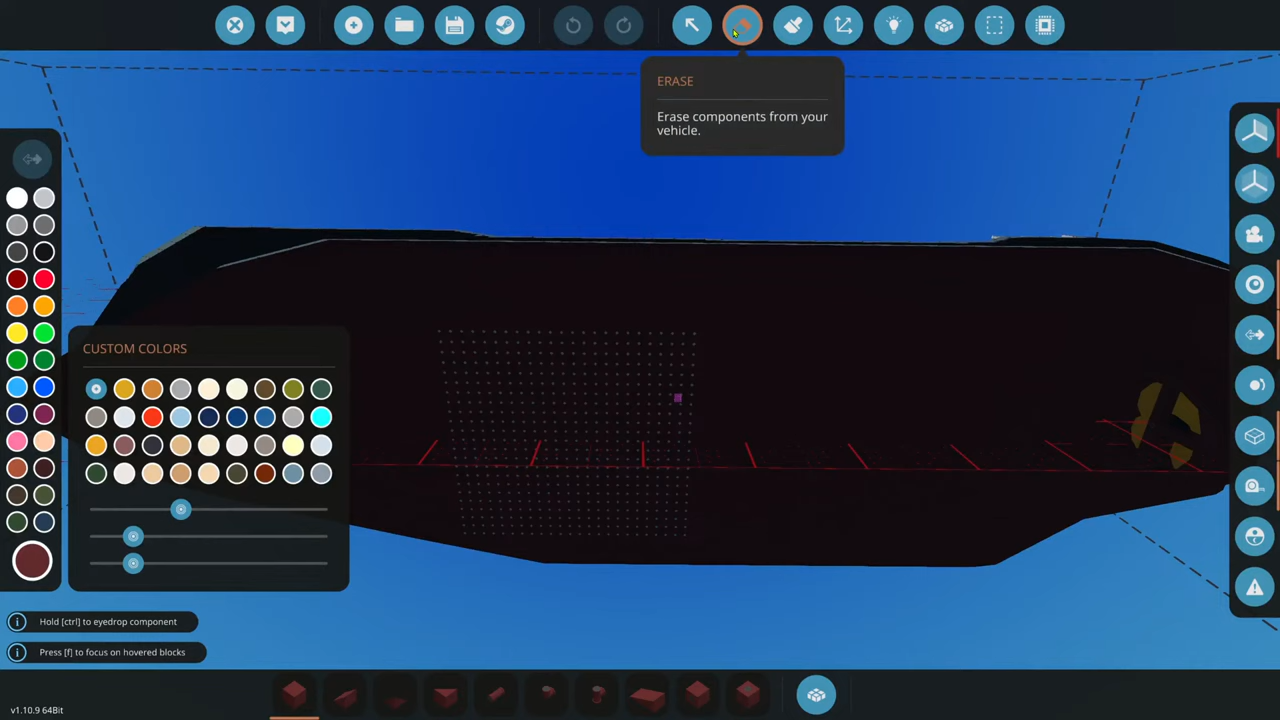 ERASE
Erase components from your
vehicle.
CUSTOM COLORS
Hold [ctrl] to eyedrop component
Press [f] to focus on hovered blocks
v1.10.9 64Bit